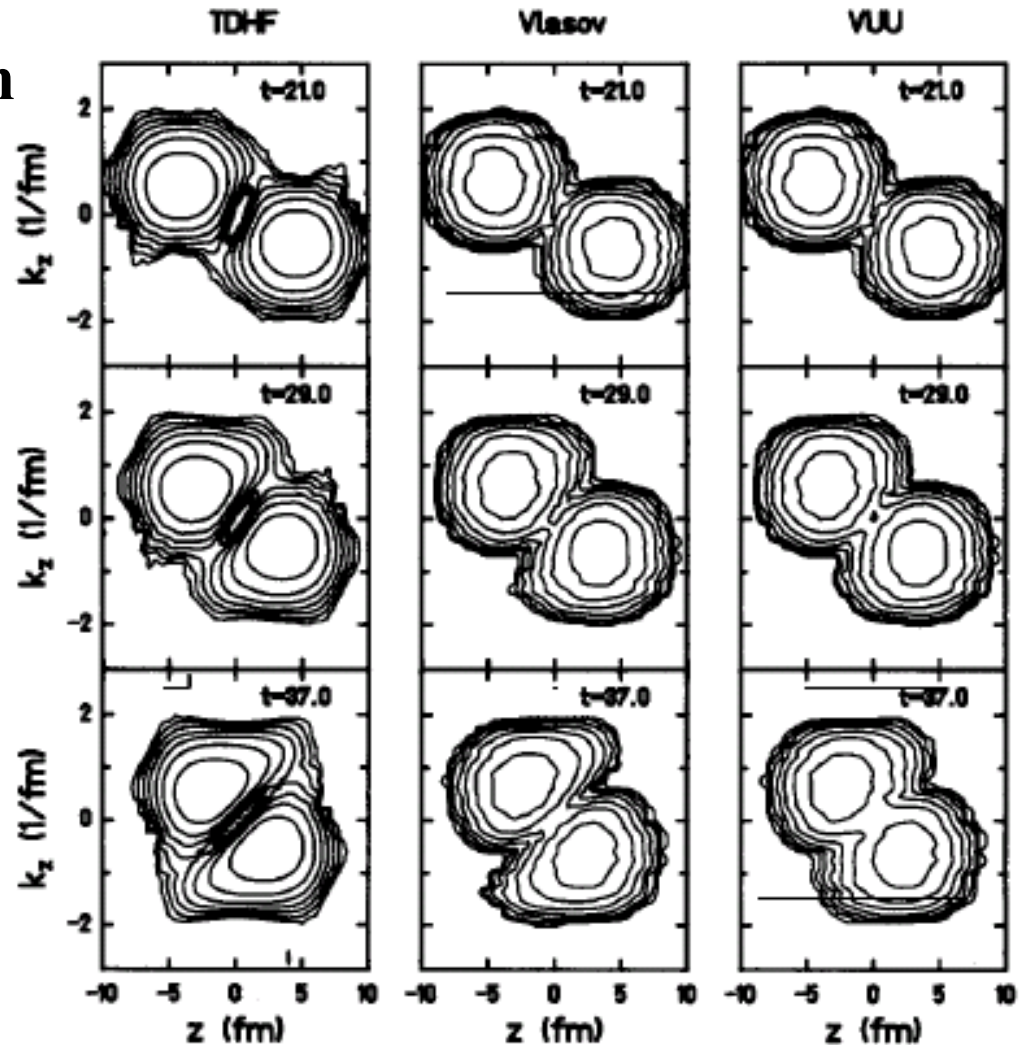 TDHF Vlasov VUU
n
t=21.0 t=21.0 t=21.0
2
0
-2
kz (1/fm)
t=29.0 t=29.0 t=29.0
2
0
-2
kz (1/fm)
t=37.0 t=37.0 t=37.0
2
0
-2
kz (1/fm)
-10 -5 0 5 10 -5 0 5 10 -10 -5 0 5 10
z (fm) z (fm) z (fm)